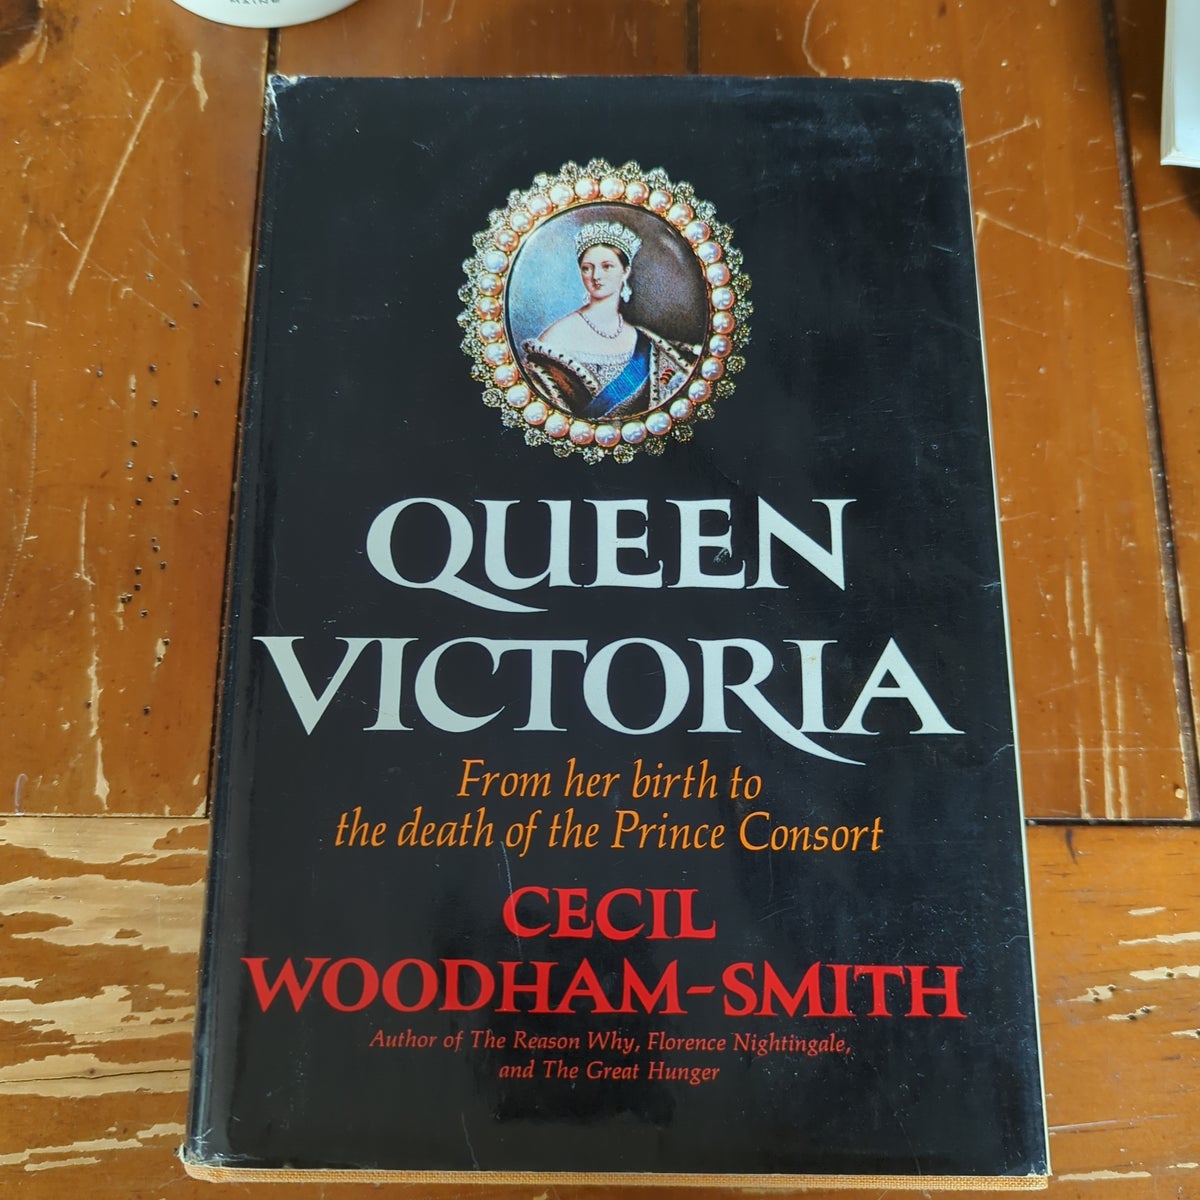 MAINE
QUEEN
VICTORIA
From her birth to
the death of the Prince Consort
CECIL
WOODHAM-SMITH
Author of The Reason Why, Florence Nightingale,
and The Great Hunger